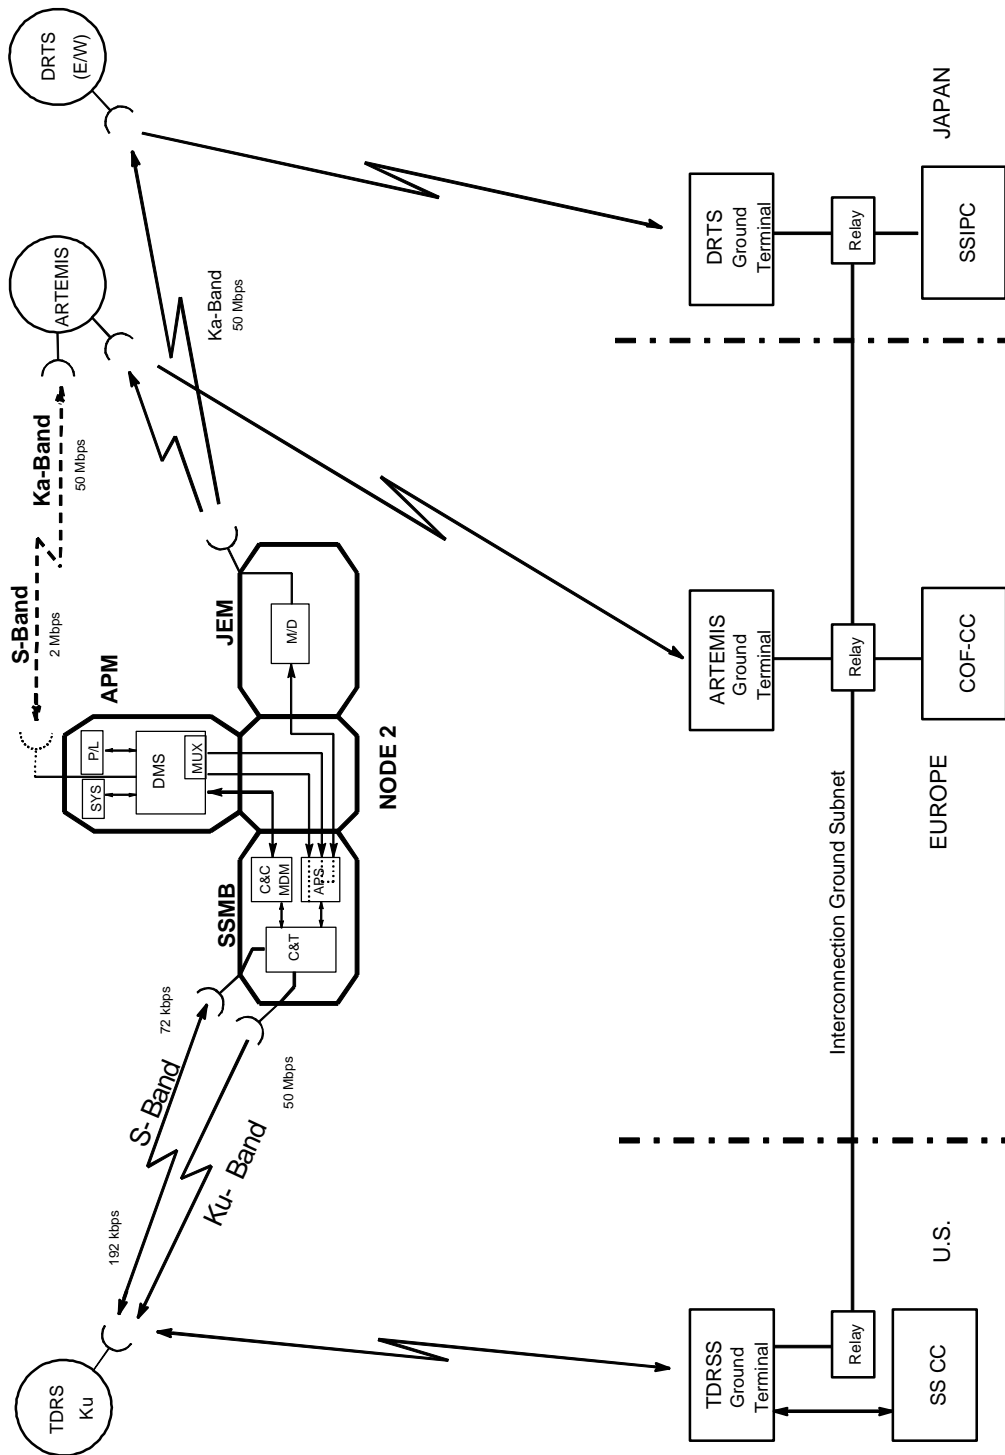 TDRS
Ku
192 kbps
S- Band
72 kbps
Ku- Band
50 Mbps
S-Band
2 Mbps
Ka-Band
50 Mbps
ARTEMIS
DRTS
(E/W)
Ka-Band
50 Mbps
APM
SYS
P/L
DMS
MUX
SSMB
C&T
C&C
MDM
APS
NODE 2
JEM
M/D
TDRSS
Ground
Terminal
Relay
SS CC
U.S.
Interconnection Ground Subnet
ARTEMIS
Ground
Terminal
Relay
COF-CC
EUROPE
DRTS
Ground
Terminal
Relay
SSIPC
JAPAN